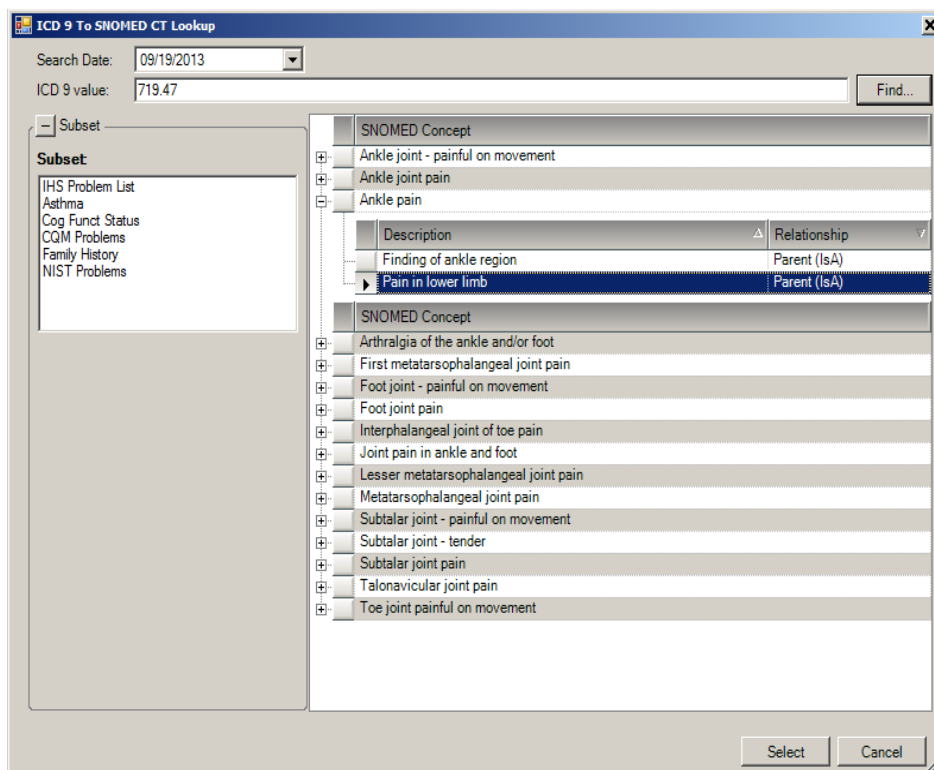 ICD 9 To SNOMED CT Lookup
Search Date: 09/19/2013
ICD 9 value: 719.47 Find...
Subset
Subset:
IHS Problem List
Asthma
Cog Funct Status
CQM Problems
Family History
NIST Problems
SNOMED Concept
Ankle joint - painful on movement
Ankle joint pain
Ankle pain
Description Relationship
Finding of ankle region Parent (IsA)
Pain in lower limb Parent (IsA)
SNOMED Concept
Arthralgia of the ankle and/or foot
First metatarsophalangeal joint pain
Foot joint - painful on movement
Foot joint pain
Interphalangeal joint of toe pain
Joint pain in ankle and foot
Lesser metatarsophalangeal joint pain
Metatarsophalangeal joint pain
Subtalar joint - painful on movement
Subtalar joint - tender
Subtalar joint pain
Talonavicular joint pain
Toe joint painful on movement
Select Cancel